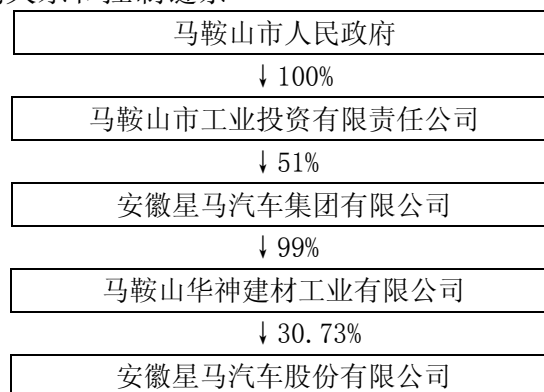 马鞍山市人民政府
↓100%
马鞍山市工业投资有限责任公司
↓51%
安徽星马汽车集团有限公司
↓99%
马鞍山华神建材工业有限公司
↓30.73%
安徽星马汽车股份有限公司